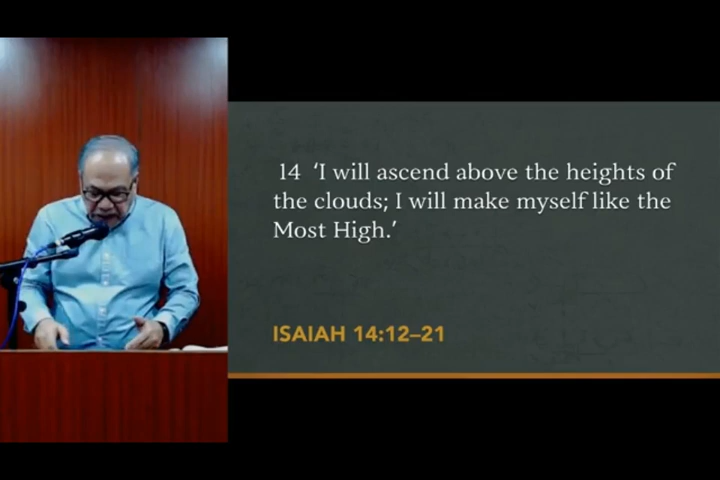 14 ‘I will ascend above the heights of
the clouds; I will make myself like the
Most High.’
ISAIAH 14:12–21